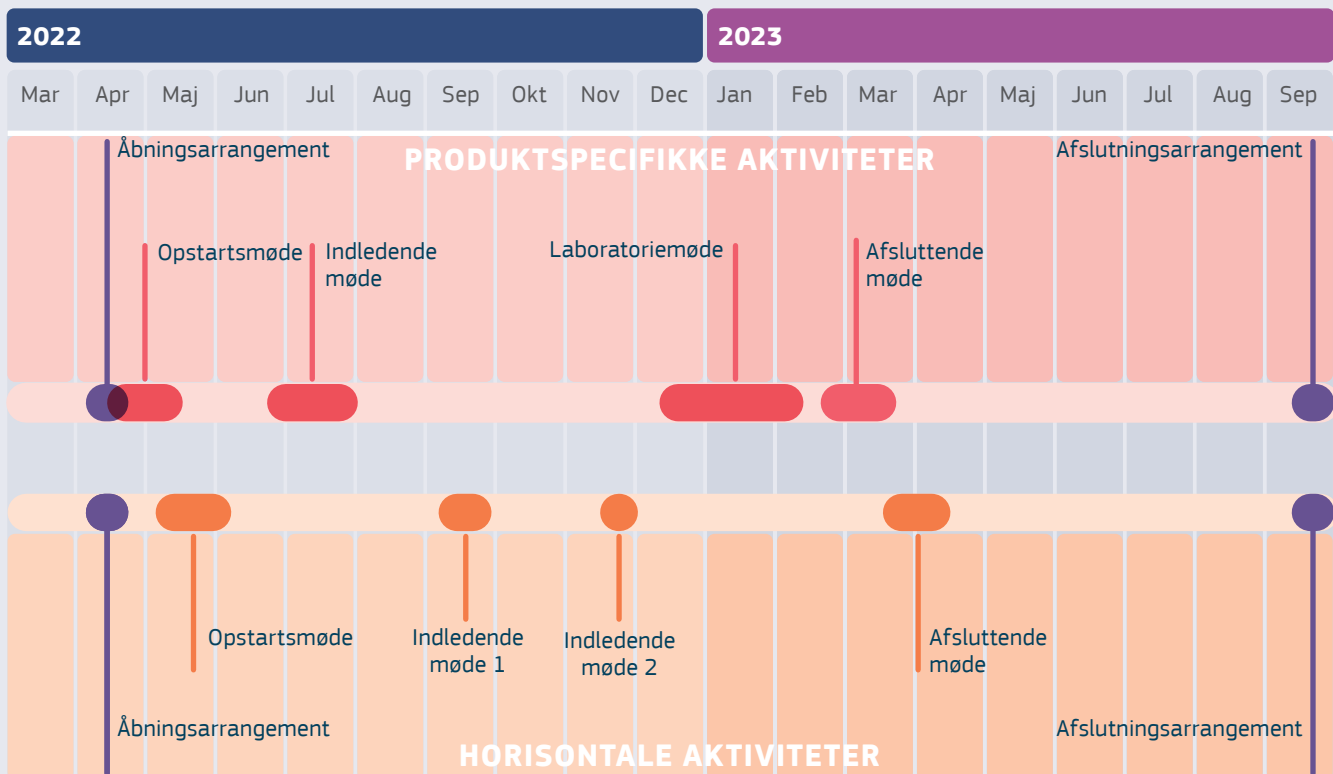 2022
2023
Mar Apr Maj Jun Jul Aug Sep Okt Nov Dec Jan Feb Mar Apr Maj Jun Jul Aug Sep
Åbningsarrangement
PRODUKTSPECIFIKKE AKTIVITETER
Afslutningsarrangement
Opstartsmøde
Indledende
møde
Laboratoriemøde
Afsluttende
møde
Opstartsmøde
Indledende
møde 1
Indledende
møde 2
Afsluttende
møde
Åbningsarrangement
Afslutningsarrangement
HORISONTALE AKTIVITETER